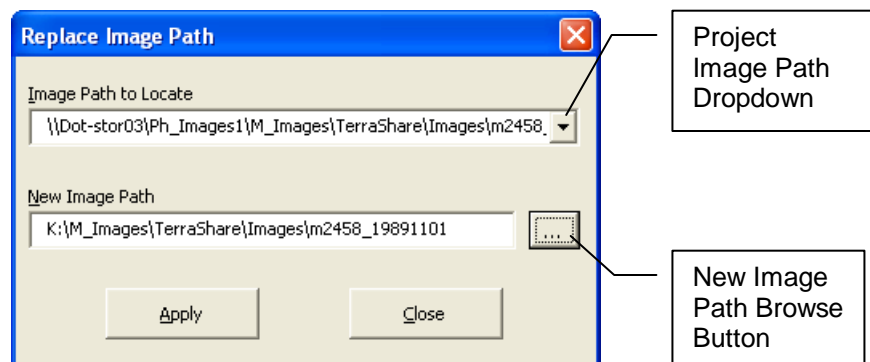 Replace Image Path
Image Path to Locate
\\Dot-stor03\Ph_Images1\M_Images\TerraShare\Images\m2458_
New Image Path
K:\M_Images\TerraShare\Images\m2458_19891101
...
Apply
Close
Project
Image Path
Dropdown
New Image
Path Browse
Button